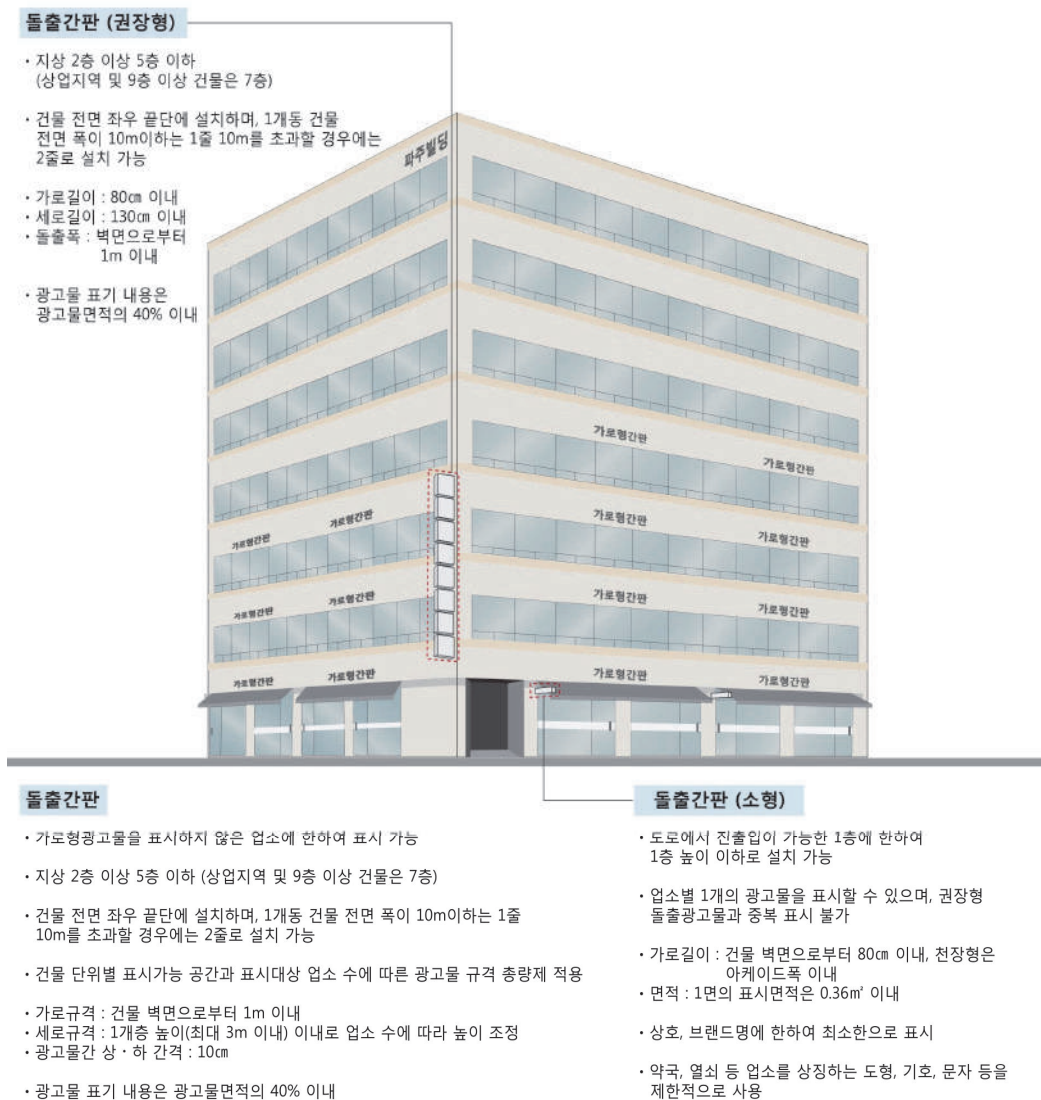 돌출간판 (권장형)
· 지상 2층 이상 5층 이하
(상업지역 및 9층 이상 건물은 7층)
· 건물 전면 좌우 끝단에 설치하며, 1개동 건물
전면 폭이 10m이하는 1줄 10m를 초과할 경우에는
2줄로 설치 가능
· 가로길이 : 80㎝ 이내
· 세로길이 : 130㎝ 이내
· 돌출폭 : 벽면으로부터
1m 이내
· 광고물 표기 내용은
광고물면적의 40% 이내
파주빌딩
가로형간판
가로형간판
가로형간판
가로형간판
가로형간판
가로형간판
가로형간판
가로형간판
가로형간판
가로형간판
가로형간판
가로형간판
가로형간판
가로형간판
돌출간판
· 가로형광고물을 표시하지 않은 업소에 한하여 표시 가능
· 지상 2층 이상 5층 이하 (상업지역 및 9층 이상 건물은 7층)
· 건물 전면 좌우 끝단에 설치하며, 1개동 건물 전면 폭이 10m이하는 1줄
10m를 초과할 경우에는 2줄로 설치 가능
· 건물 단위별 표시가능 공간과 표시대상 업소 수에 따른 광고물 규격 총량제 적용
· 가로규격 : 건물 벽면으로부터 1m 이내
· 세로규격 : 1개층 높이(최대 3m 이내) 이내로 업소 수에 따라 높이 조정
· 광고물간 상 · 하 간격 : 10㎝
· 광고물 표기 내용은 광고물면적의 40% 이내
돌출간판 (소형)
· 도로에서 진출입이 가능한 1층에 한하여
1층 높이 이하로 설치 가능
· 업소별 1개의 광고물을 표시할 수 있으며, 권장형
돌출광고물과 중복 표시 불가
· 가로길이 : 건물 벽면으로부터 80㎝ 이내, 천장형은
아케이드폭 이내
· 면적 : 1면의 표시면적은 0.36㎡ 이내
· 상호, 브랜드명에 한하여 최소한으로 표시
· 약국, 열쇠 등 업소를 상징하는 도형, 기호, 문자 등을
제한적으로 사용